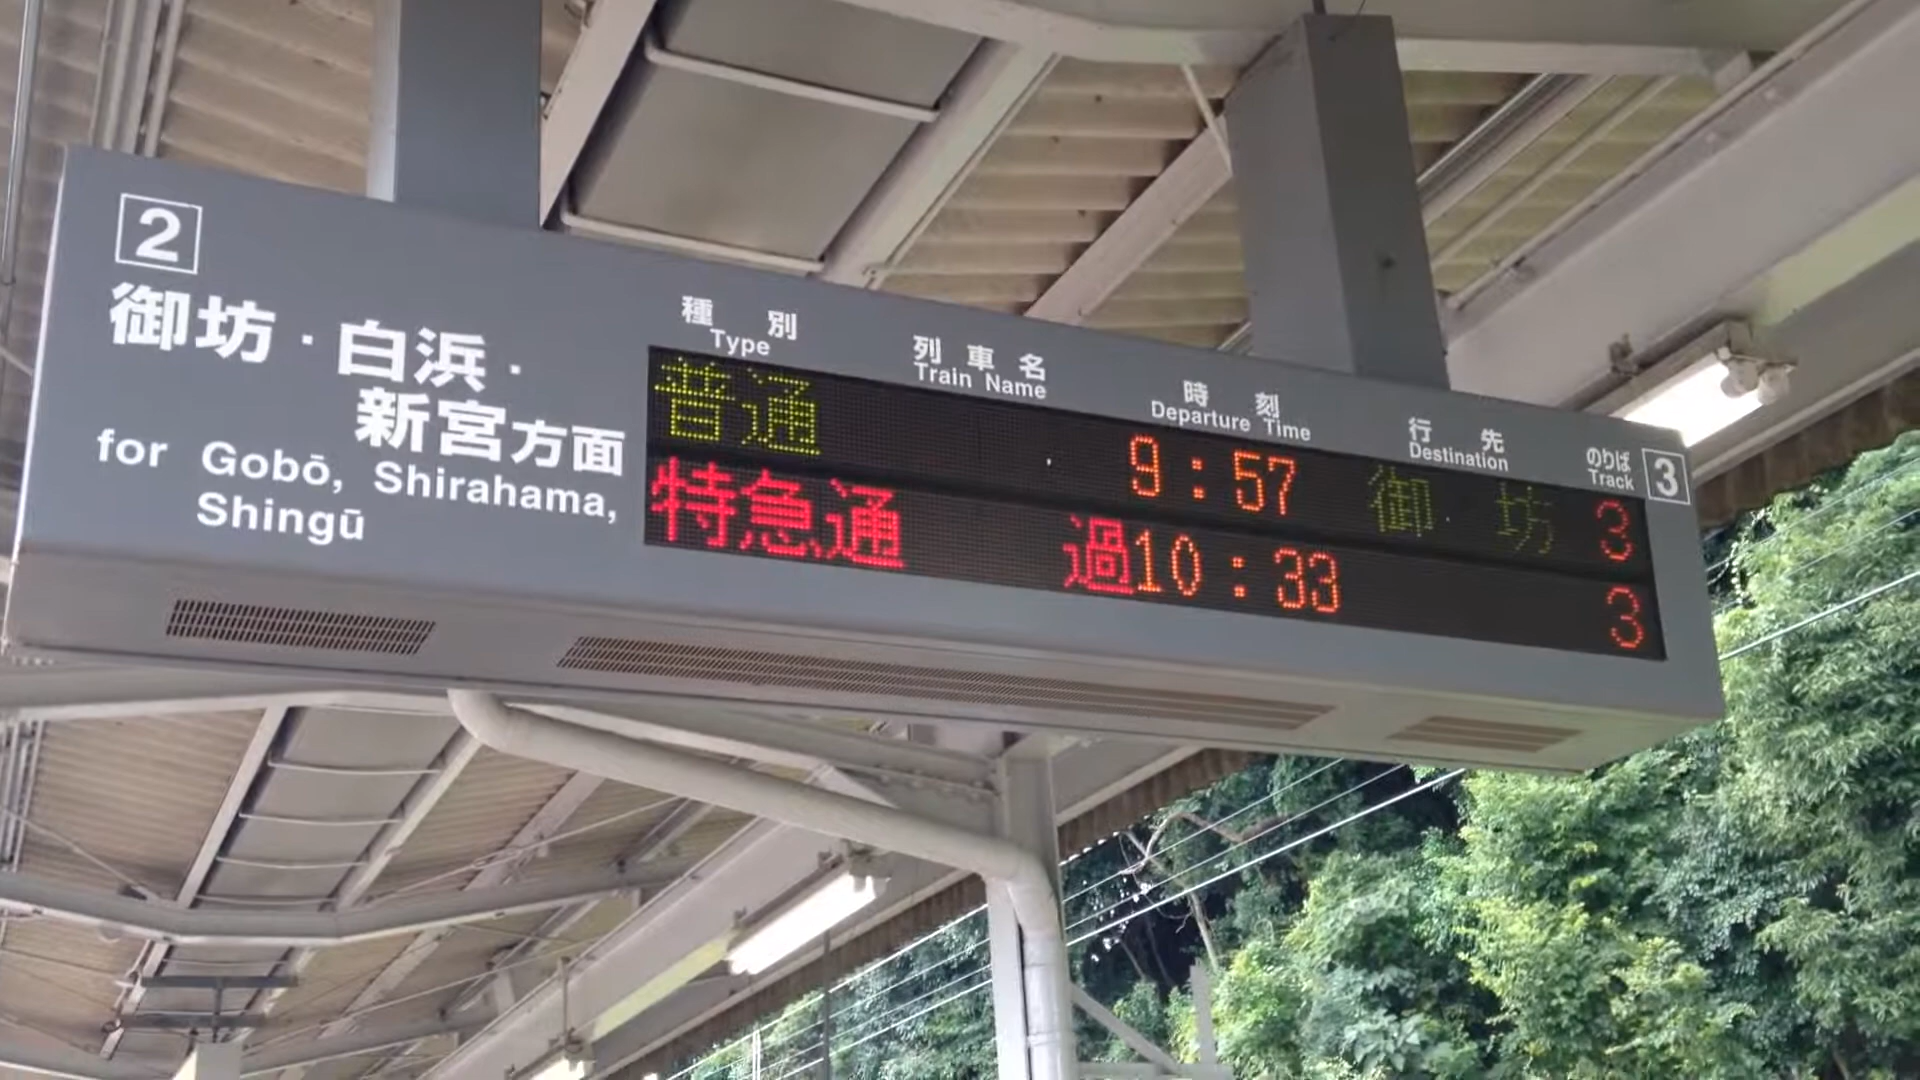 2
御坊・白浜・
新宮方面
for Gobō, Shirahama,
Shingū
種別 列車名 時刻 行先 のりば 3
Type Train Name Departure Time Destination Track
普通 9:57 御坊 3
特急通過 10:33 3